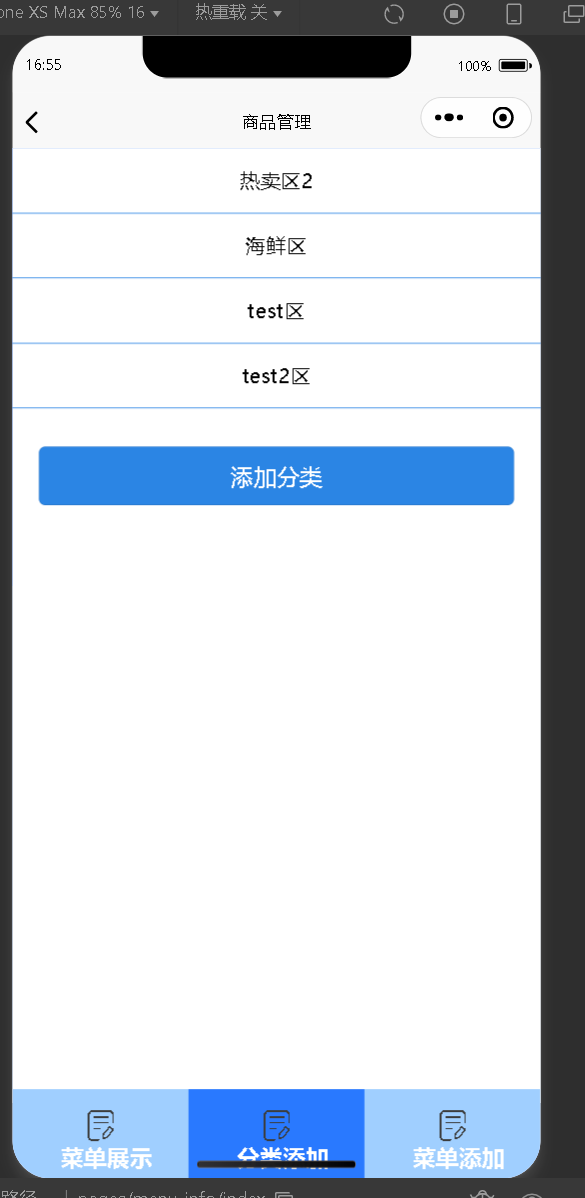 one XS Max 85% 16 热重载 关
16:55 100%
商品管理
热卖区2
海鲜区
test区
test2区
添加分类
菜单展示 分类添加 菜单添加
路径 pages/menu-info/index